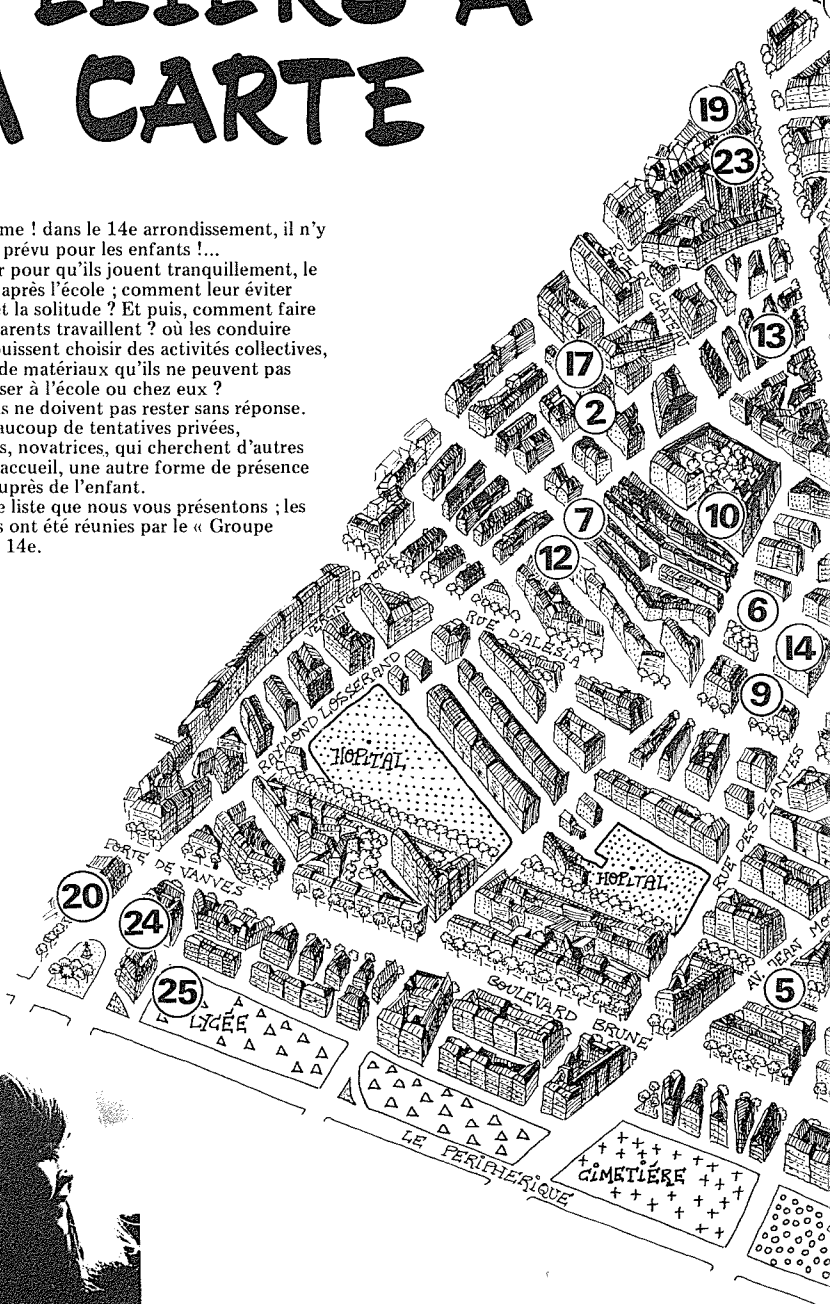 CARTE
me ! dans le 14e arrondissement, il n'y
prévu pour les enfants !...
r pour qu'ils jouent tranquillement, le
après l'école ; comment leur éviter
et la solitude ? Et puis, comment faire
arents travaillent ? où les conduire
puissent choisir des activités collectives,
de matériaux qu'ils ne peuvent pas
ser à l'école ou chez eux ?
s ne doivent pas rester sans réponse.
aucoup de tentatives privées,
s, novatrices, qui cherchent d'autres
accueil, une autre forme de présence
uprès de l'enfant.
e liste que nous vous présentons ; les
s ont été réunies par le « Groupe
14e.
19
23
RUE
CHATEAU
13
17
2
10
7
12
6
14
9
RUE D'ALESIA
RAYMOND LOSSERAND
HOPITAL
HOPITAL
RUE DES PLANTES
PORTE DE VANVES
20
24
25
LYCÉE
BOULEVARD BRUNE
AV. JEAN MO
5
LE PERIPHERIQUE
CIMETIÉRE